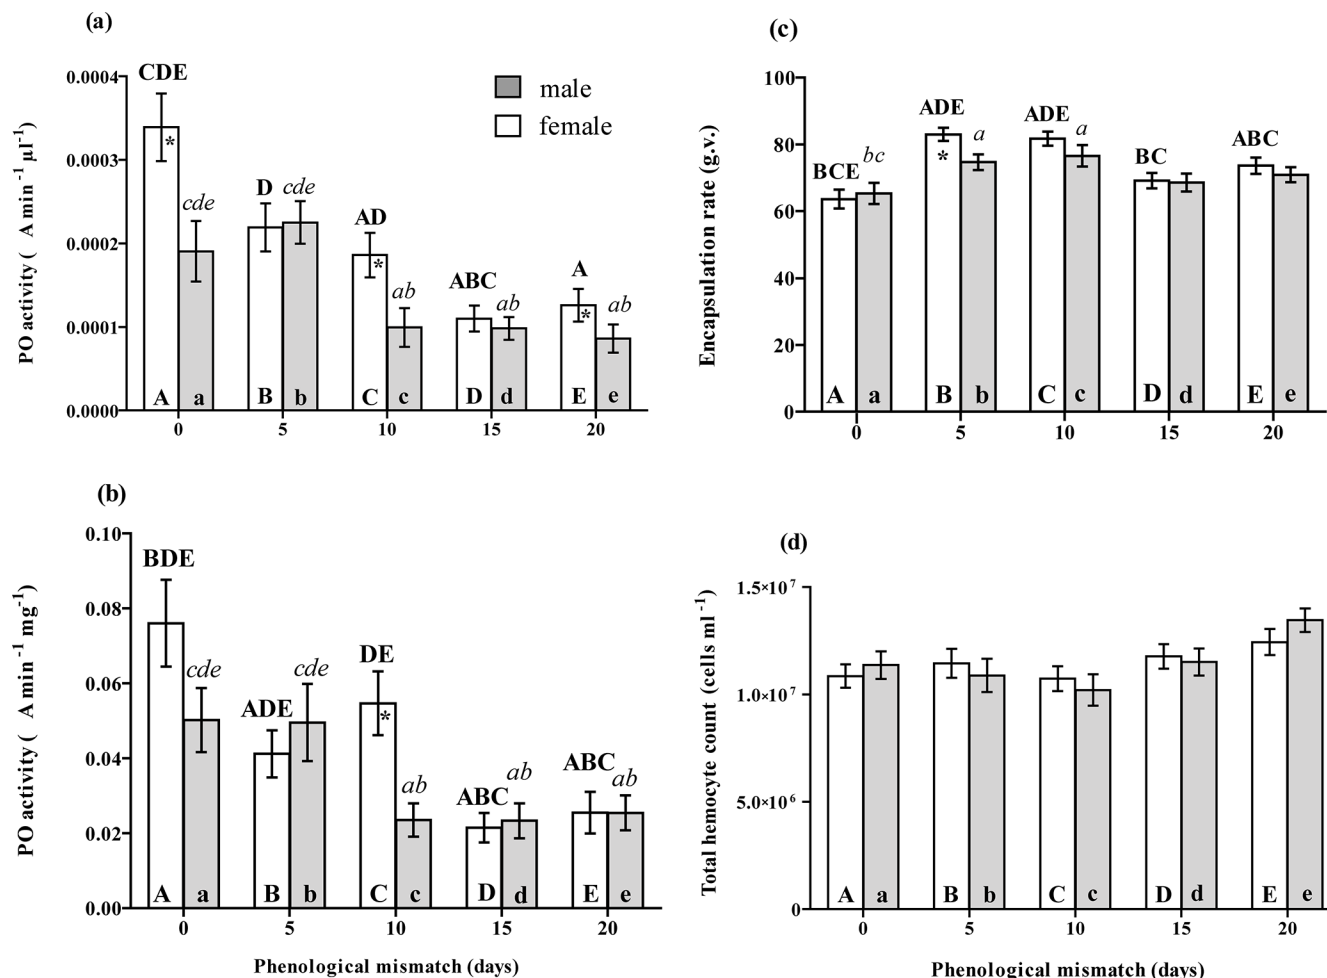 (a)
PO activity ( A min⁻¹ µl⁻¹)
0.0004
0.0003
0.0002
0.0001
0.0000
male
female
CDE
*
cde
D
cde
AD
*
ab
ABC
ab
A
*
ab
A a B b C c D d E e
0 5 10 15 20
(b)
PO activity ( A min⁻¹ mg⁻¹)
0.10
0.08
0.06
0.04
0.02
0.00
BDE
cde
ADE
cde
DE
*
ab
ABC
ab
ABC
ab
A a B b C c D d E e
0 5 10 15 20
Phenological mismatch (days)
(c)
Encapsulation rate (g.v.)
100
80
60
40
20
0
BCE
bc
ADE
*
a
ADE
a
BC
ABC
A a B b C c D d E e
0 5 10 15 20
(d)
Total hemocyte count (cells ml⁻¹)
1.5×10⁷
1.0×10⁷
5.0×10⁶
0
A a B b C c D d E e
0 5 10 15 20
Phenological mismatch (days)